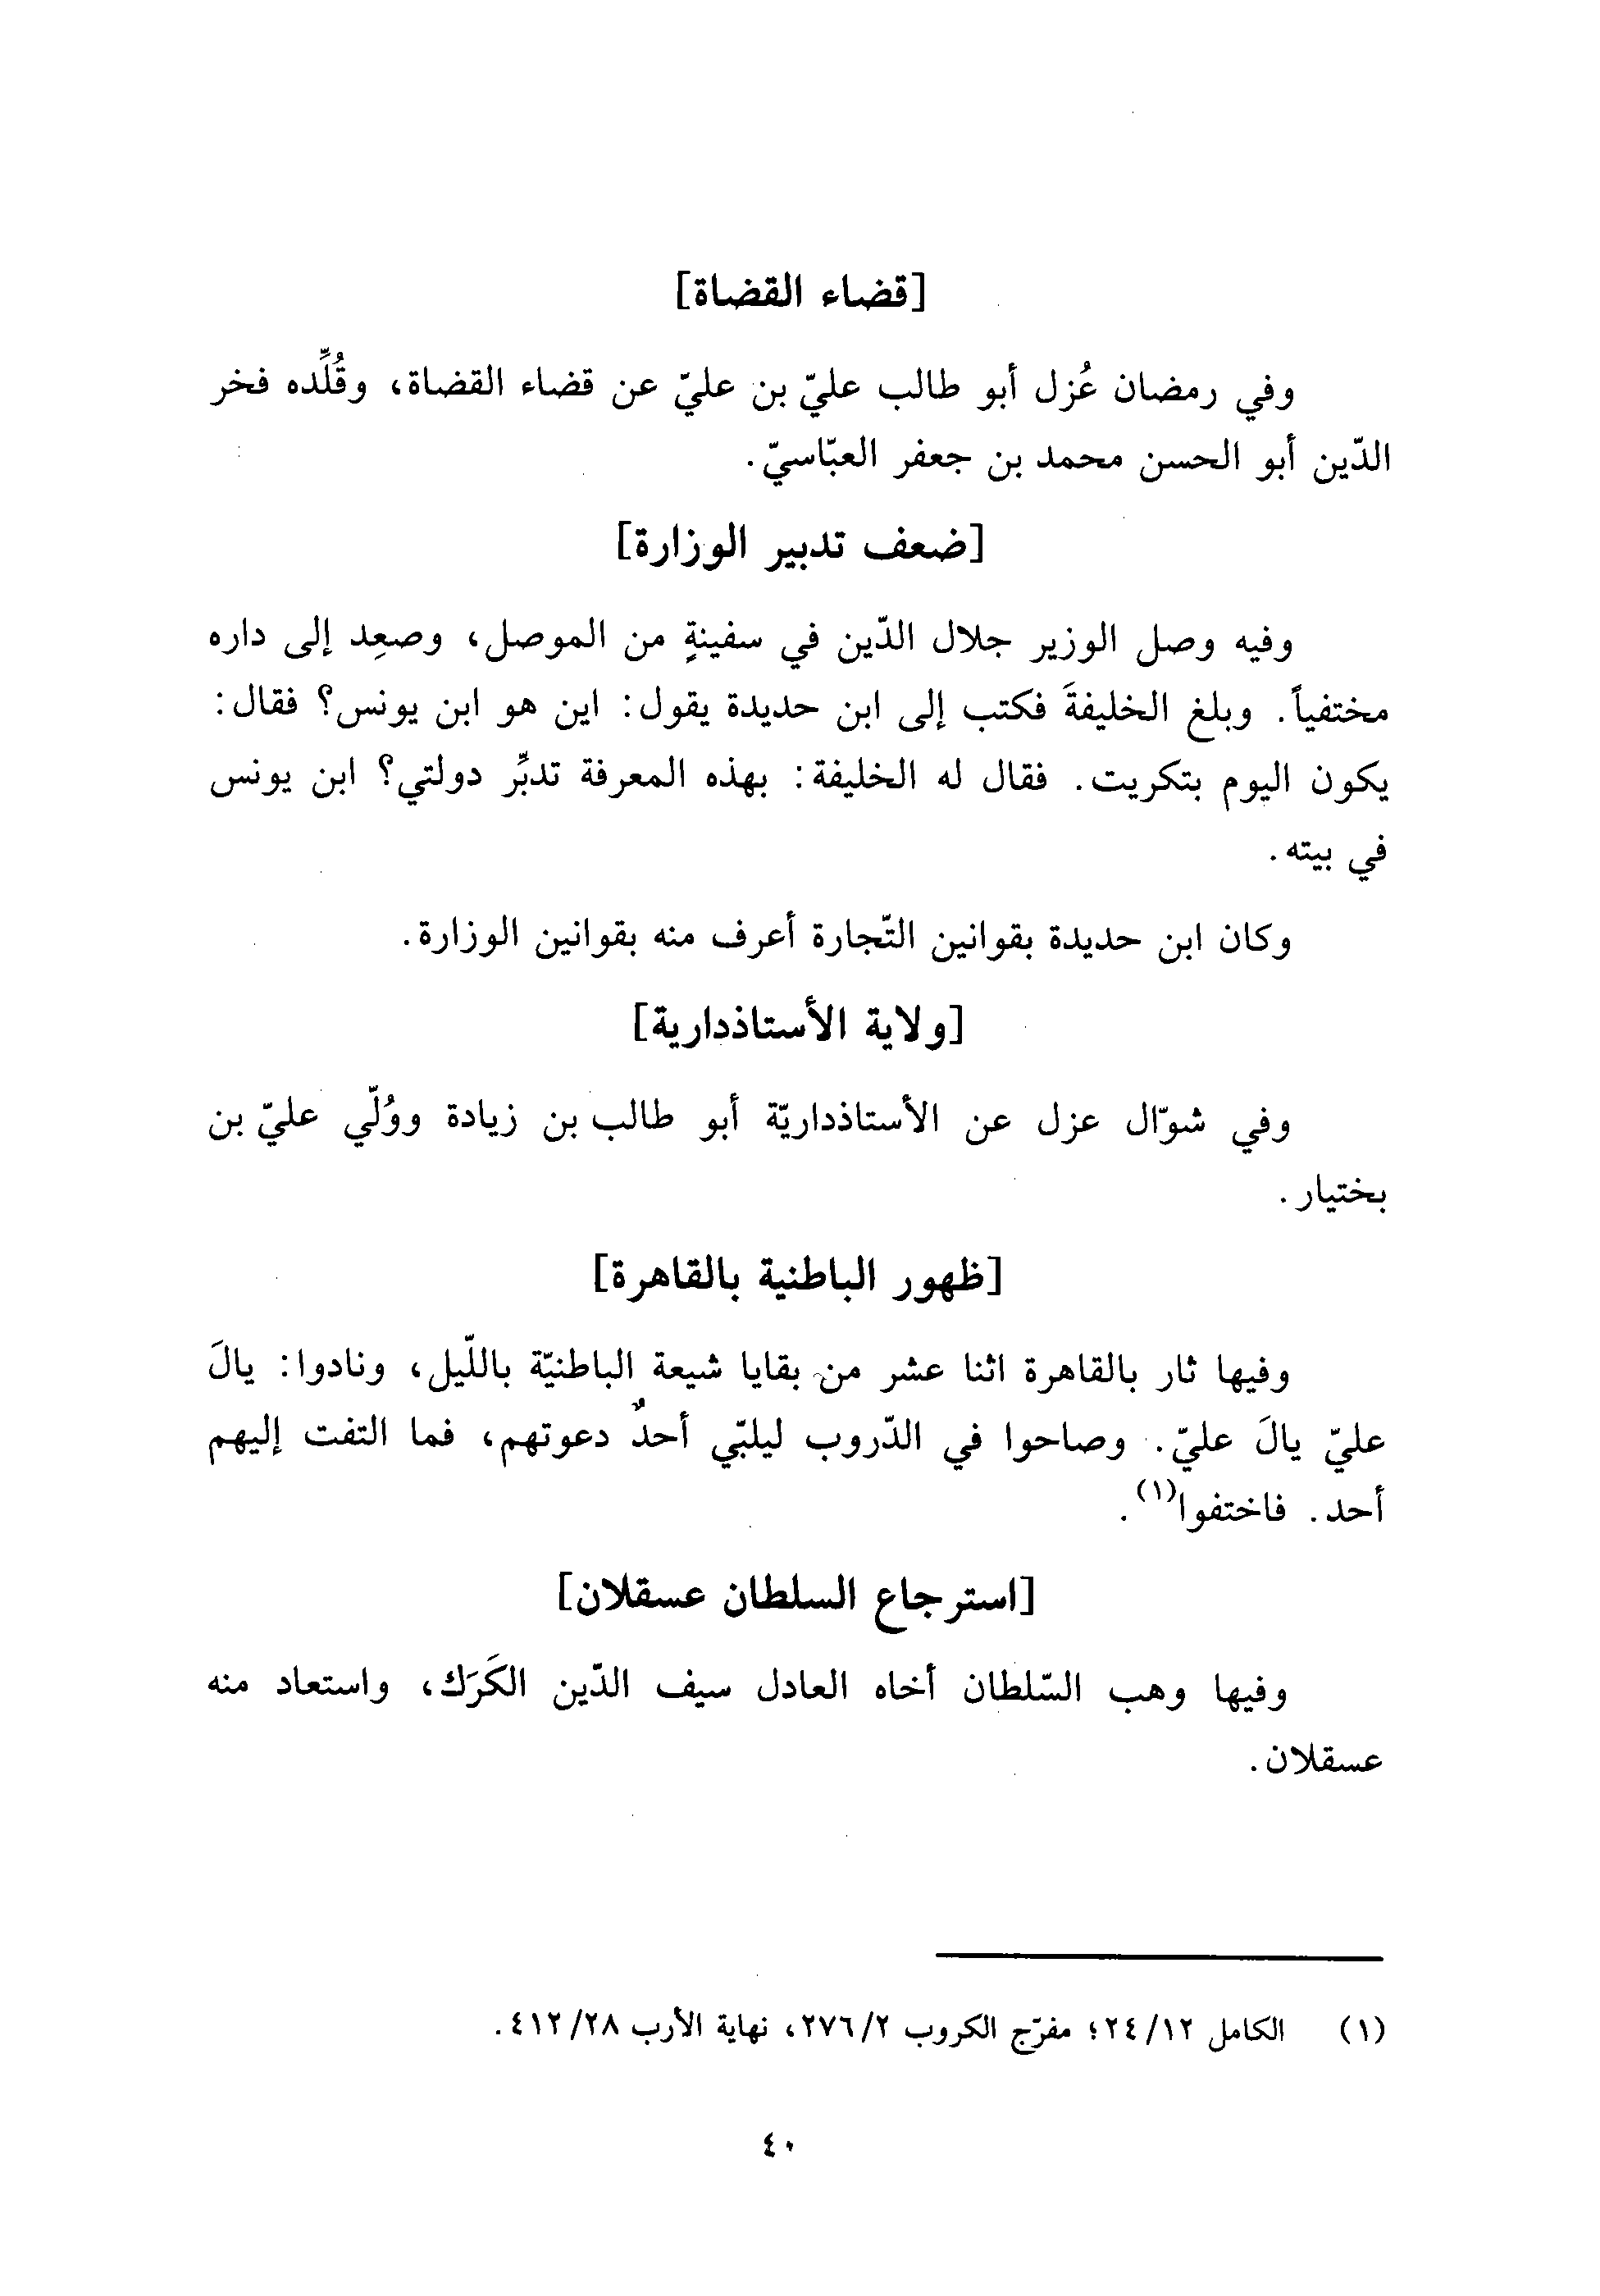 [قضاء القضاة]
وفي رمضان عُزل أبو طالب عليّ بن عليّ عن قضاء القضاة، وقُلِّده فخر
الدّين أبو الحسن محمد بن جعفر العبّاسيّ.
[ضعف تدبير الوزارة]
وفيه وصل الوزير جلال الدّين في سفينةٍ من الموصل، وصعِد إلى داره
مختفياً. وبلغ الخليفةَ فكتب إلى ابن حديدة يقول: اين هو ابن يونس؟ فقال:
يكون اليوم بتكريت. فقال له الخليفة: بهذه المعرفة تدبِّر دولتي؟ ابن يونس
في بيته.
وكان ابن حديدة بقوانين التّجارة أعرف منه بقوانين الوزارة.
[ولاية الأستاذدارية]
وفي شوّال عزل عن الأستاذداريّة أبو طالب بن زيادة ووُلّي عليّ بن
بختيار.
[ظهور الباطنية بالقاهرة]
وفيها ثار بالقاهرة اثنا عشر من بقايا شيعة الباطنيّة باللّيل، ونادوا: يالَ
عليّ يالَ عليّ. وصاحوا في الدّروب ليلبّي أحدٌ دعوتهم، فما التفت إليهم
أحد. فاختفوا(١).
[استرجاع السلطان عسقلان]
وفيها وهب السّلطان أخاه العادل سيف الدّين الكَرَك، واستعاد منه
عسقلان.
(١) الكامل ٢٤/١٢؛ مفرّج الكروب ٢٧٦/٢، نهاية الأرب ٤١٢/٢٨.
٤٠